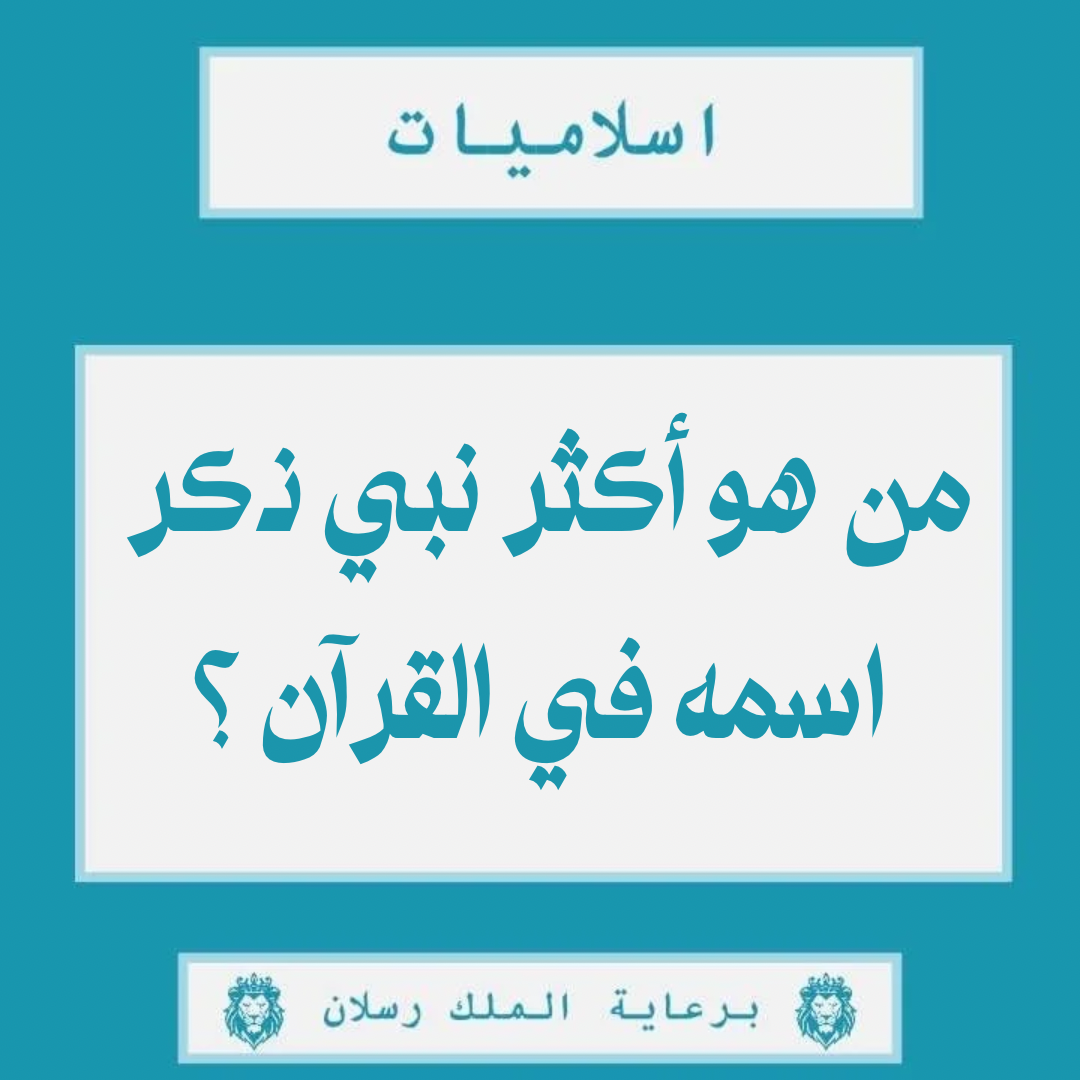 اسلاميات
من هو أكثر نبي ذكر
اسمه في القرآن ؟
برعاية الملك رسلان